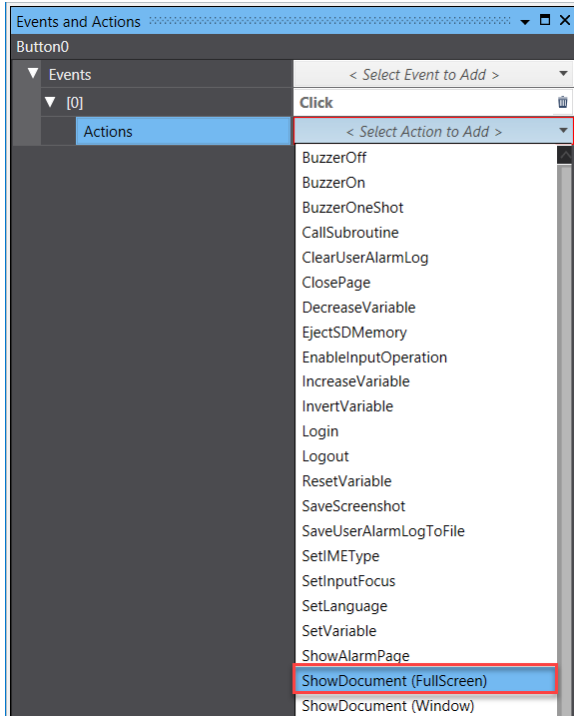 Events and Actions
Button0
Events < Select Event to Add >
[0] Click
Actions < Select Action to Add >
BuzzerOff
BuzzerOn
BuzzerOneShot
CallSubroutine
ClearUserAlarmLog
ClosePage
DecreaseVariable
EjectSDMemory
EnableInputOperation
IncreaseVariable
InvertVariable
Login
Logout
ResetVariable
SaveScreenshot
SaveUserAlarmLogToFile
SetIMEType
SetInputFocus
SetLanguage
SetVariable
ShowAlarmPage
ShowDocument (FullScreen)
ShowDocument (Window)